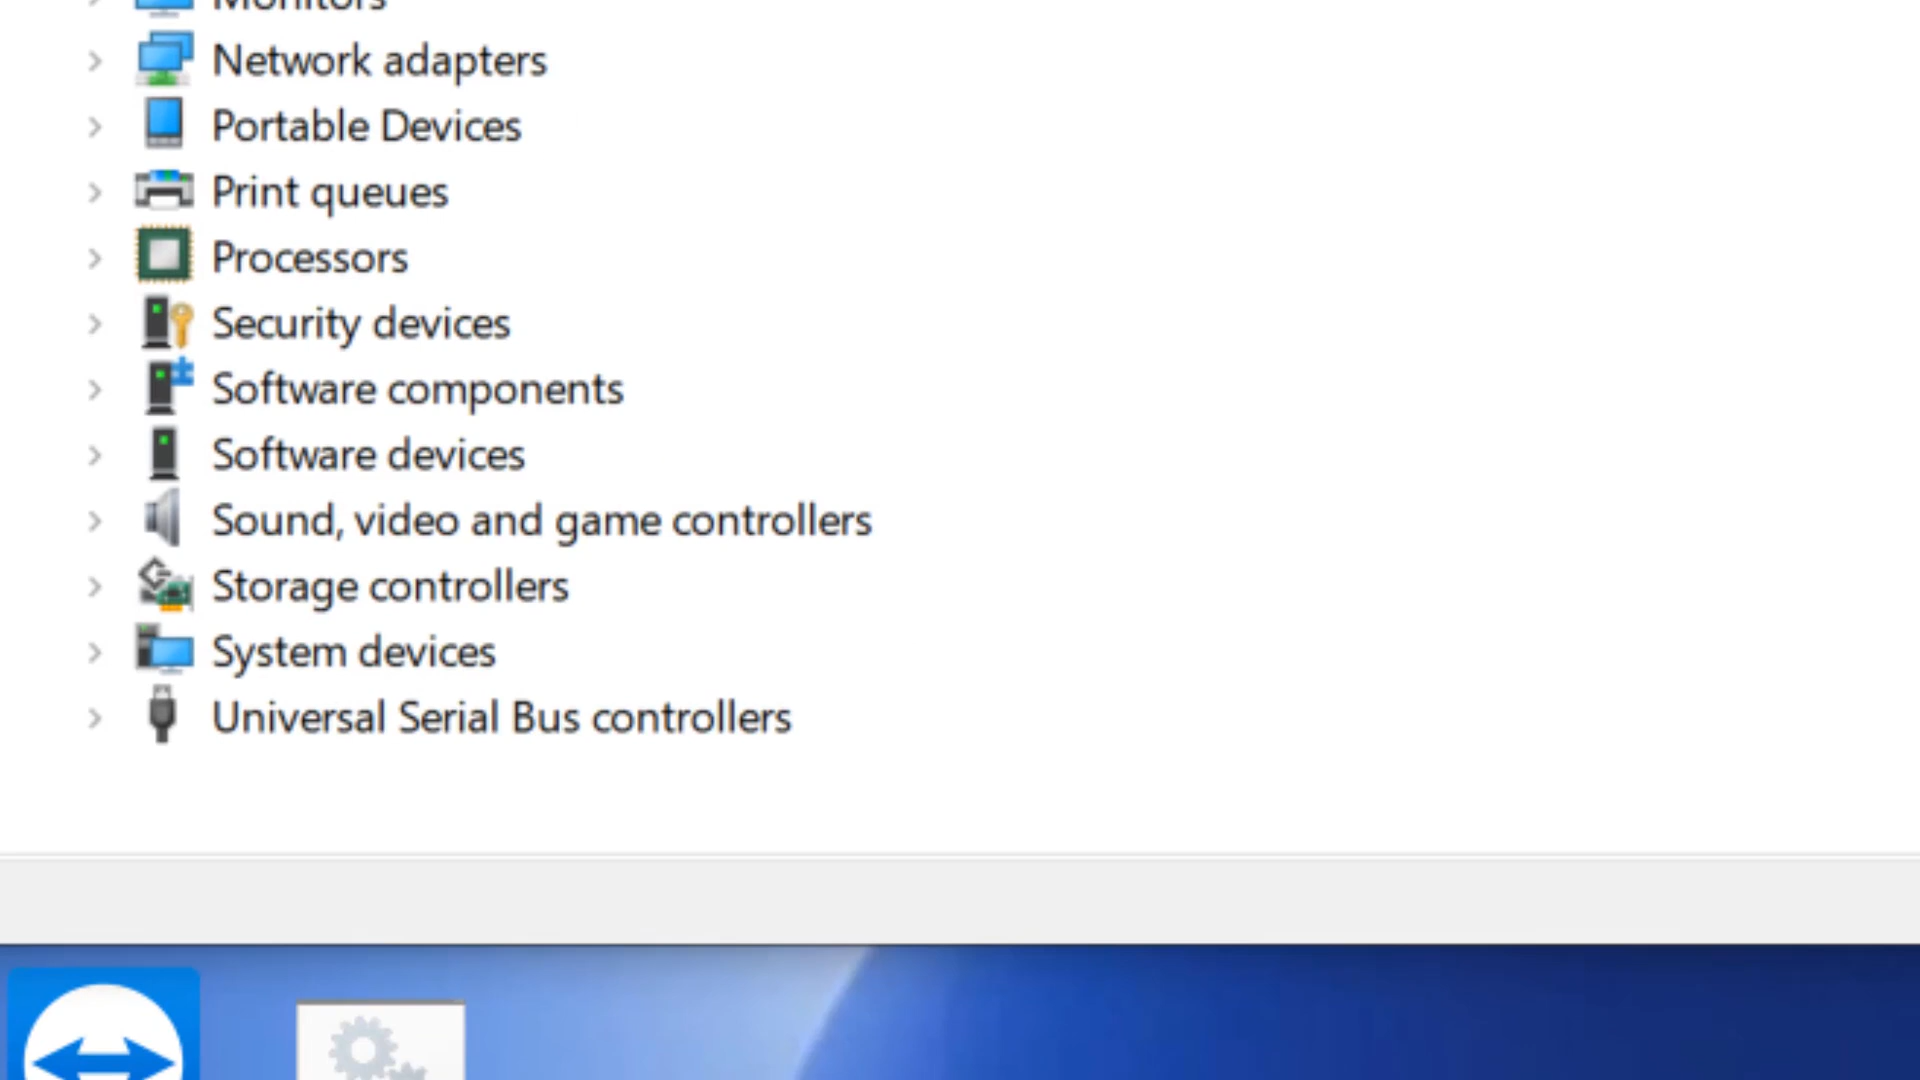 Monitors
Network adapters
Portable Devices
Print queues
Processors
Security devices
Software components
Software devices
Sound, video and game controllers
Storage controllers
System devices
Universal Serial Bus controllers